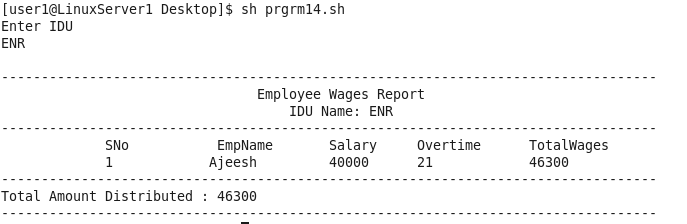 [user1@LinuxServer1 Desktop]$ sh prgrm14.sh
Enter IDU
ENR
----------------------------------------------------------------------------------
Employee Wages Report
IDU Name: ENR
----------------------------------------------------------------------------------
SNo EmpName Salary Overtime TotalWages
1 Ajeesh 40000 21 46300
----------------------------------------------------------------------------------
Total Amount Distributed : 46300
----------------------------------------------------------------------------------